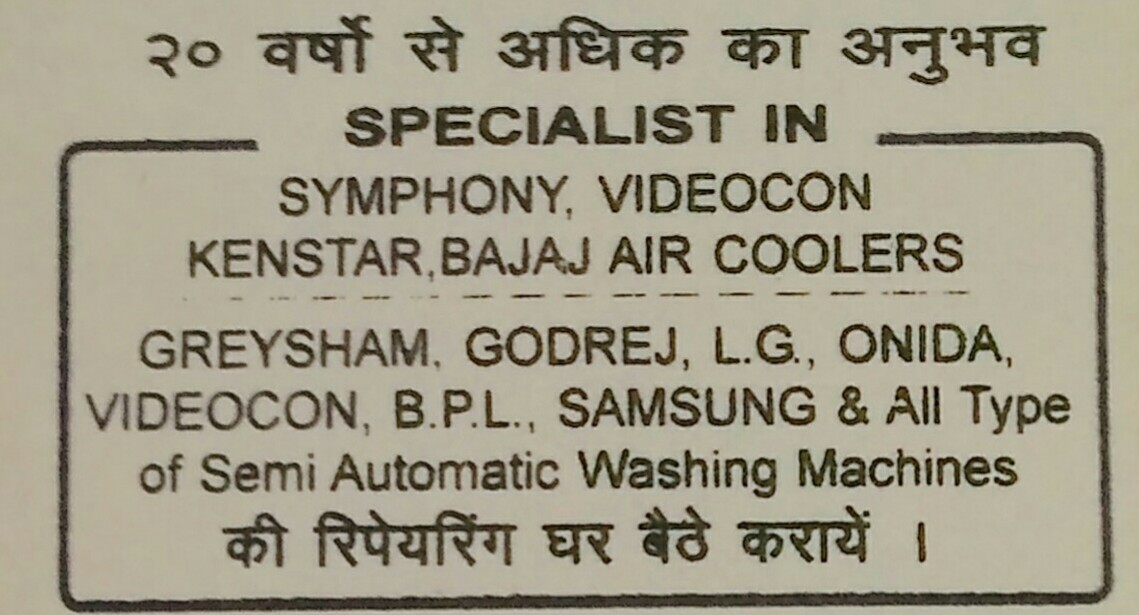 २० वर्षो से अधिक का अनुभव
SPECIALIST IN
SYMPHONY, VIDEOCON
KENSTAR,BAJAJ AIR COOLERS
GREYSHAM, GODREJ, L.G., ONIDA,
VIDEOCON, B.P.L., SAMSUNG & All Type
of Semi Automatic Washing Machines
की रिपेयरिंग घर बैठे करायें ।